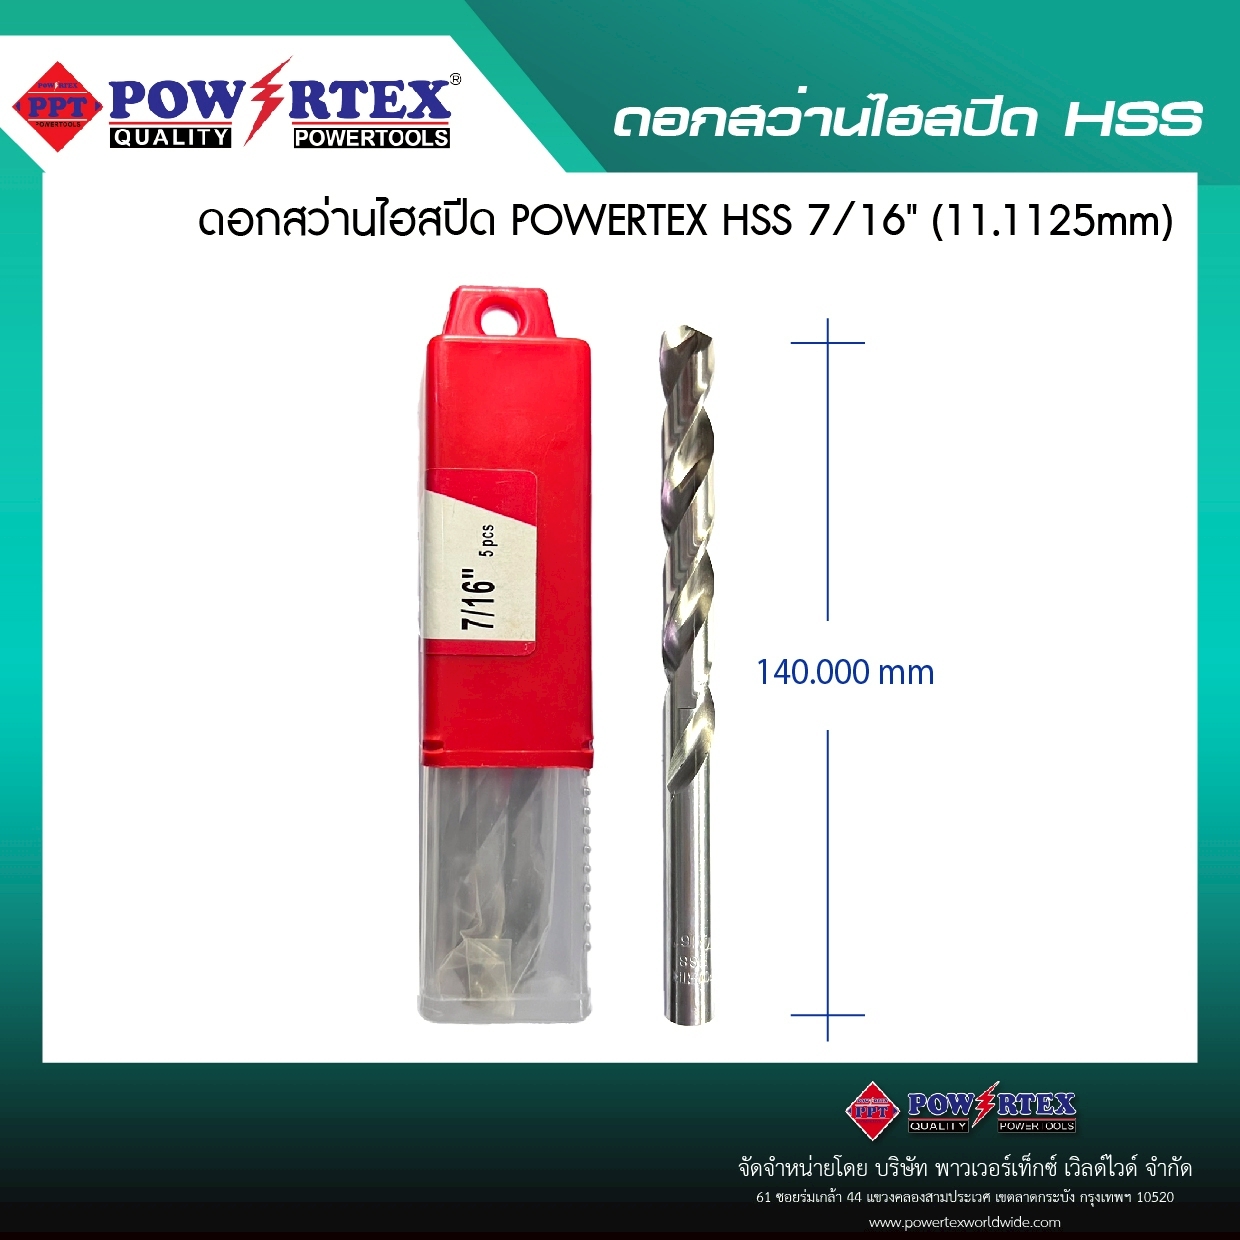 POWERTEX®
PPT
QUALITY POWERTOOLS
ดอกสว่านไฮสปีด HSS
ดอกสว่านไฮสปีด POWERTEX HSS 7/16" (11.1125mm)
7/16" 5 pcs
140.000 mm
POWERTEX
PPT
QUALITY POWERTOOLS
จัดจำหน่ายโดย บริษัท พาวเวอร์เท็กซ์ เวิลด์ไวด์ จำกัด
61 ซอยร่มเกล้า 44 แขวงคลองสามประเวศ เขตลาดกระบัง กรุงเทพฯ 10520
www.powertexworldwide.com